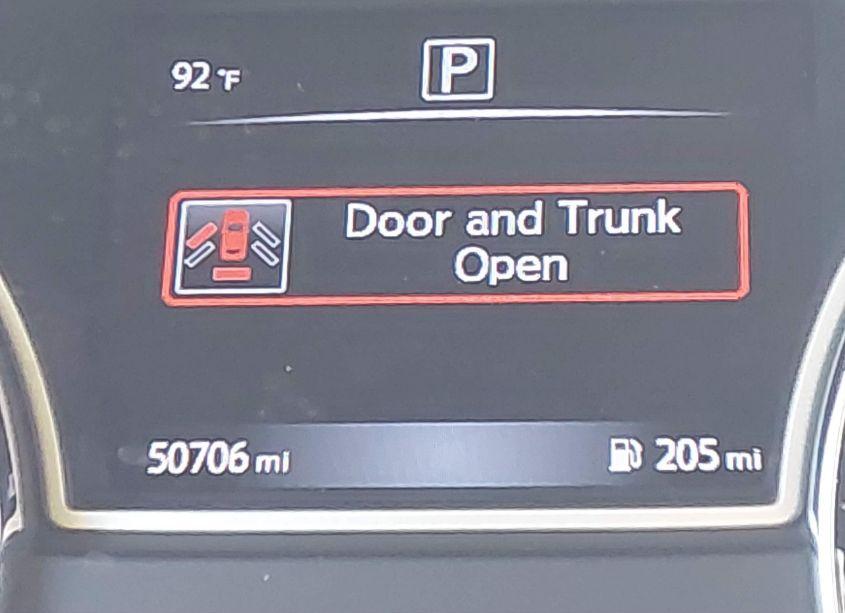 92 °F P
Door and Trunk
Open
50706 mi 205 mi